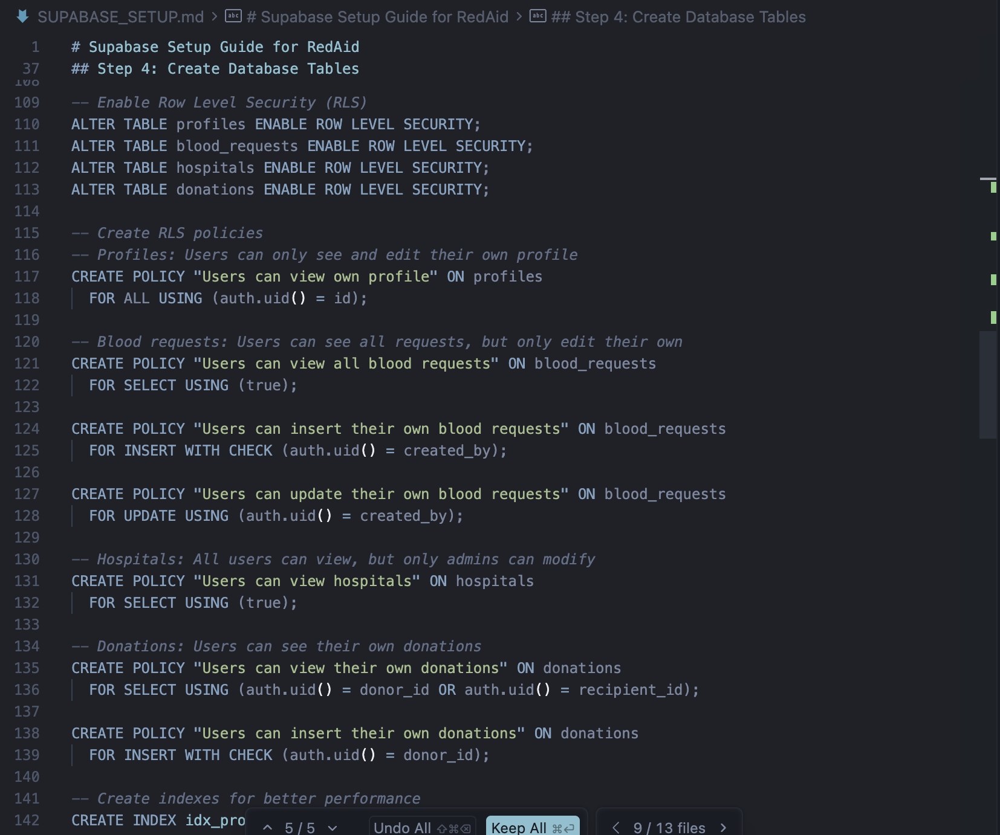 SUPABASE_SETUP.md > abc # Supabase Setup Guide for RedAid > abc ## Step 4: Create Database Tables
1 # Supabase Setup Guide for RedAid
37 ## Step 4: Create Database Tables
108
109 -- Enable Row Level Security (RLS)
110 ALTER TABLE profiles ENABLE ROW LEVEL SECURITY;
111 ALTER TABLE blood_requests ENABLE ROW LEVEL SECURITY;
112 ALTER TABLE hospitals ENABLE ROW LEVEL SECURITY;
113 ALTER TABLE donations ENABLE ROW LEVEL SECURITY;
114
115 -- Create RLS policies
116 -- Profiles: Users can only see and edit their own profile
117 CREATE POLICY "Users can view own profile" ON profiles
118 FOR ALL USING (auth.uid() = id);
119
120 -- Blood requests: Users can see all requests, but only edit their own
121 CREATE POLICY "Users can view all blood requests" ON blood_requests
122 FOR SELECT USING (true);
123
124 CREATE POLICY "Users can insert their own blood requests" ON blood_requests
125 FOR INSERT WITH CHECK (auth.uid() = created_by);
126
127 CREATE POLICY "Users can update their own blood requests" ON blood_requests
128 FOR UPDATE USING (auth.uid() = created_by);
129
130 -- Hospitals: All users can view, but only admins can modify
131 CREATE POLICY "Users can view hospitals" ON hospitals
132 FOR SELECT USING (true);
133
134 -- Donations: Users can see their own donations
135 CREATE POLICY "Users can view their own donations" ON donations
136 FOR SELECT USING (auth.uid() = donor_id OR auth.uid() = recipient_id);
137
138 CREATE POLICY "Users can insert their own donations" ON donations
139 FOR INSERT WITH CHECK (auth.uid() = donor_id);
140
141 -- Create indexes for better performance
142 CREATE INDEX idx_pro
5 / 5 Undo All ⇧⌘⌫ Keep All ⌘⏎ 9 / 13 files